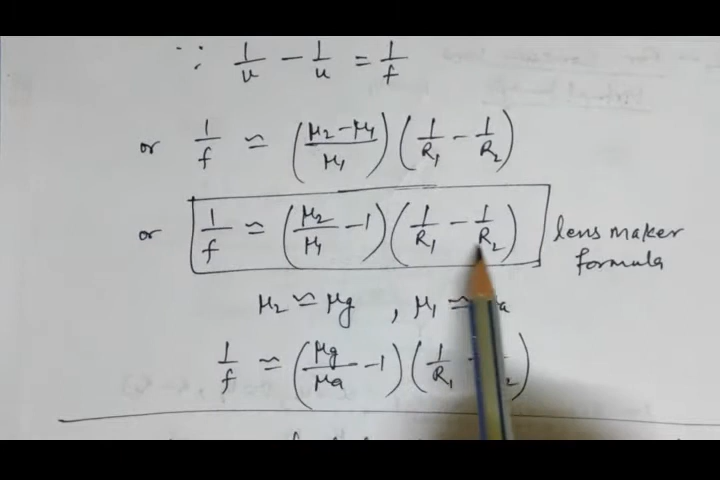 ∵ 1/v − 1/u = 1/f
or 1/f ≃ (μ₂ − μ₁/μ₁) (1/R₁ − 1/R₂)
or 1/f ≃ (μ₂/μ₁ − 1) (1/R₁ − 1/R₂) lens maker formula
μ₂ ≃ μg , μ₁ ≃ a
1/f ≃ (μg/μa − 1) (1/R₁ 2)